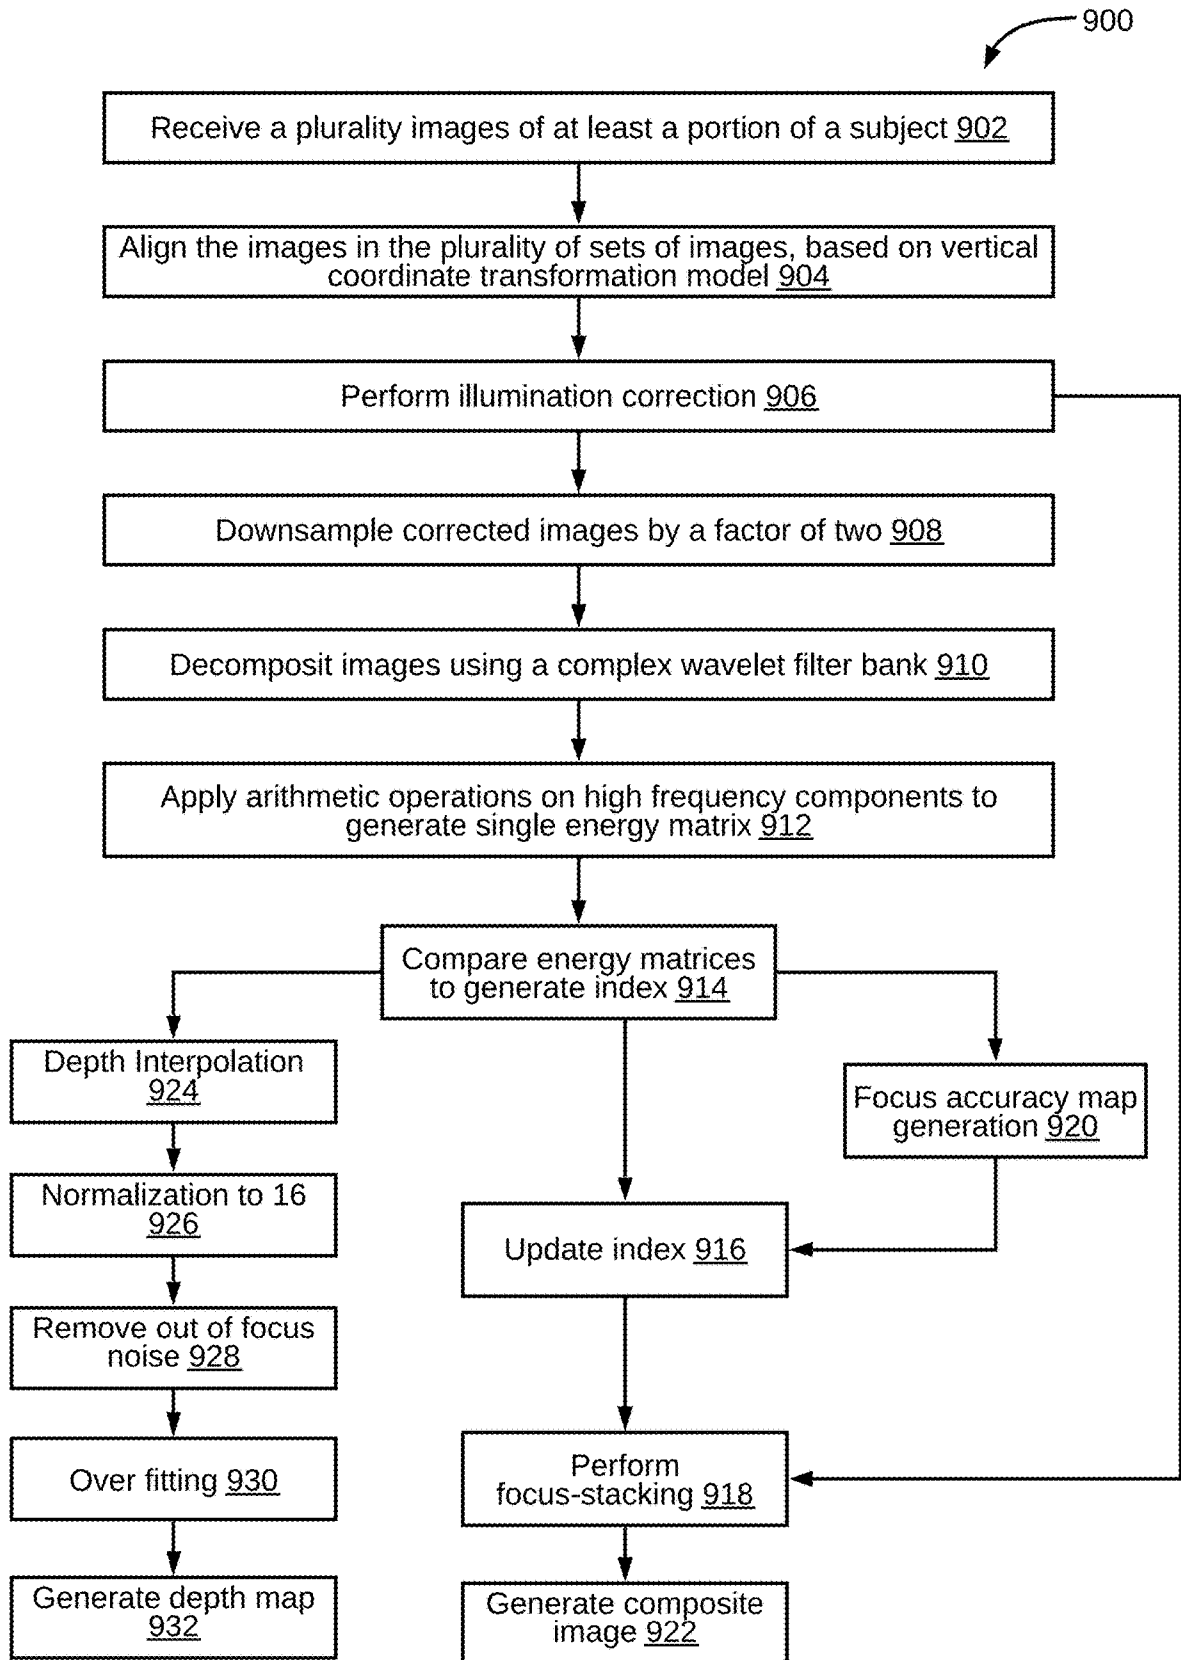 900
Receive a plurality images of at least a portion of a subject 902
Align the images in the plurality of sets of images, based on vertical
coordinate transformation model 904
Perform illumination correction 906
Downsample corrected images by a factor of two 908
Decomposit images using a complex wavelet filter bank 910
Apply arithmetic operations on high frequency components to
generate single energy matrix 912
Compare energy matrices
to generate index 914
Depth Interpolation
924
Focus accuracy map
generation 920
Normalization to 16
926
Update index 916
Remove out of focus
noise 928
Over fitting 930
Perform
focus-stacking 918
Generate depth map
932
Generate composite
image 922